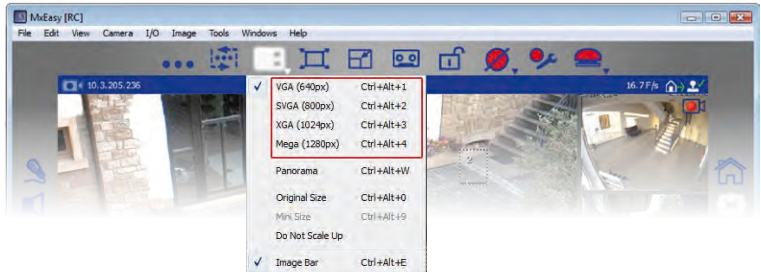 MxEasy [RC]
File Edit View Camera I/O Image Tools Windows Help
10.3.205.236
16.7 F/s
VGA (640px) Ctrl+Alt+1
SVGA (800px) Ctrl+Alt+2
XGA (1024px) Ctrl+Alt+3
Mega (1280px) Ctrl+Alt+4
Panorama Ctrl+Alt+W
Original Size Ctrl+Alt+0
Mini Size Ctrl+Alt+9
Do Not Scale Up
Image Bar Ctrl+Alt+E
2